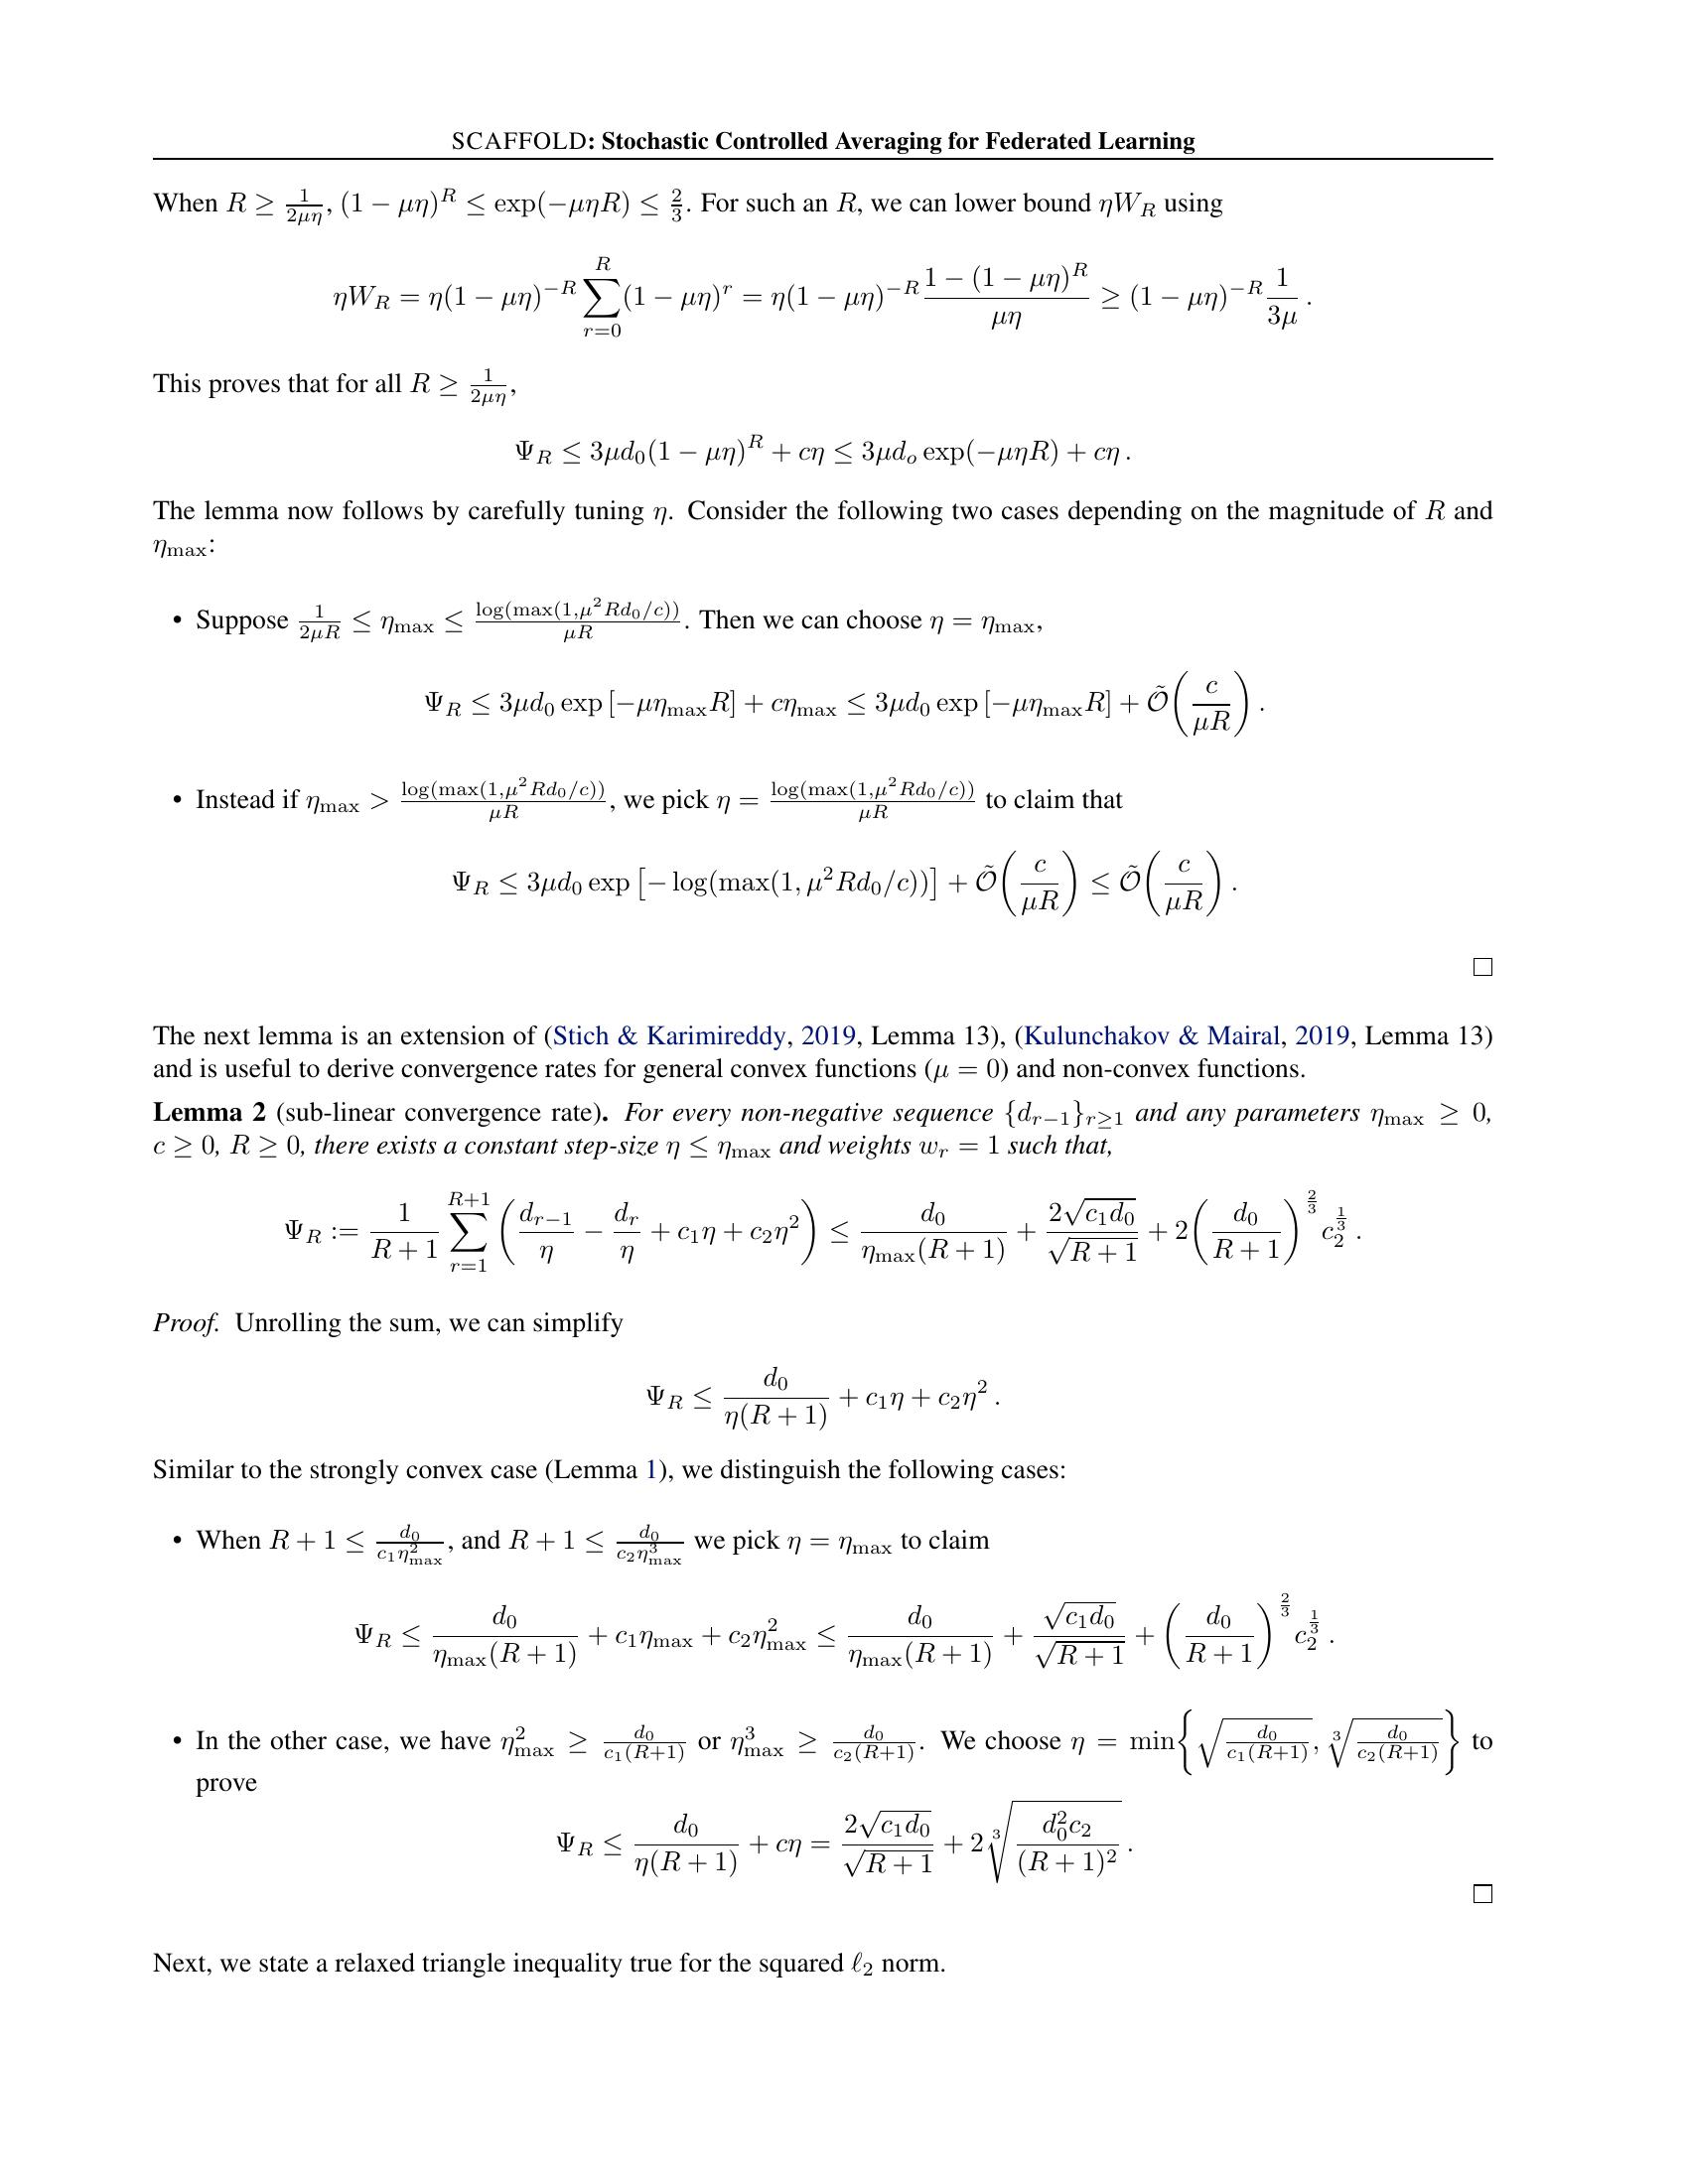 SCAFFOLD: Stochastic Controlled Averaging for Federated Learning
When $R \geq \frac{1}{2\mu\eta}$, $(1 - \mu\eta)^R \leq \exp(-\mu\eta R) \leq \frac{2}{3}$. For such an $R$, we can lower bound $\eta W_R$ using
$\eta W_R = \eta(1 - \mu\eta)^{-R} \sum_{r=0}^{R} (1 - \mu\eta)^r = \eta(1 - \mu\eta)^{-R} \frac{1 - (1 - \mu\eta)^R}{\mu\eta} \geq (1 - \mu\eta)^{-R} \frac{1}{3\mu} \,.$
This proves that for all $R \geq \frac{1}{2\mu\eta}$,
$\Psi_R \leq 3\mu d_0 (1 - \mu\eta)^R + c\eta \leq 3\mu d_o \exp(-\mu\eta R) + c\eta \,.$
The lemma now follows by carefully tuning $\eta$. Consider the following two cases depending on the magnitude of $R$ and
$\eta_{\max}$:
• Suppose $\frac{1}{2\mu R} \leq \eta_{\max} \leq \frac{\log(\max(1, \mu^2 R d_0 / c))}{\mu R}$. Then we can choose $\eta = \eta_{\max}$,
$\Psi_R \leq 3\mu d_0 \exp[-\mu\eta_{\max} R] + c\eta_{\max} \leq 3\mu d_0 \exp[-\mu\eta_{\max} R] + \tilde{\mathcal{O}}\left(\frac{c}{\mu R}\right) \,.$
• Instead if $\eta_{\max} > \frac{\log(\max(1, \mu^2 R d_0 / c))}{\mu R}$, we pick $\eta = \frac{\log(\max(1, \mu^2 R d_0 / c))}{\mu R}$ to claim that
$\Psi_R \leq 3\mu d_0 \exp\left[-\log(\max(1, \mu^2 R d_0 / c))\right] + \tilde{\mathcal{O}}\left(\frac{c}{\mu R}\right) \leq \tilde{\mathcal{O}}\left(\frac{c}{\mu R}\right) \,.$
□
The next lemma is an extension of (Stich & Karimireddy, 2019, Lemma 13), (Kulunchakov & Mairal, 2019, Lemma 13)
and is useful to derive convergence rates for general convex functions ($\mu = 0$) and non-convex functions.
Lemma 2 (sub-linear convergence rate). For every non-negative sequence $\{d_{r-1}\}_{r \geq 1}$ and any parameters $\eta_{\max} \geq 0$,
$c \geq 0$, $R \geq 0$, there exists a constant step-size $\eta \leq \eta_{\max}$ and weights $w_r = 1$ such that,
$\Psi_R := \frac{1}{R+1} \sum_{r=1}^{R+1} \left( \frac{d_{r-1}}{\eta} - \frac{d_r}{\eta} + c_1\eta + c_2\eta^2 \right) \leq \frac{d_0}{\eta_{\max}(R+1)} + \frac{2\sqrt{c_1 d_0}}{\sqrt{R+1}} + 2\left(\frac{d_0}{R+1}\right)^{\frac{2}{3}} c_2^{\frac{1}{3}} \,.$
Proof. Unrolling the sum, we can simplify
$\Psi_R \leq \frac{d_0}{\eta(R+1)} + c_1\eta + c_2\eta^2 \,.$
Similar to the strongly convex case (Lemma 1), we distinguish the following cases:
• When $R + 1 \leq \frac{d_0}{c_1\eta_{\max}^2}$, and $R + 1 \leq \frac{d_0}{c_2\eta_{\max}^3}$ we pick $\eta = \eta_{\max}$ to claim
$\Psi_R \leq \frac{d_0}{\eta_{\max}(R+1)} + c_1\eta_{\max} + c_2\eta_{\max}^2 \leq \frac{d_0}{\eta_{\max}(R+1)} + \frac{\sqrt{c_1 d_0}}{\sqrt{R+1}} + \left(\frac{d_0}{R+1}\right)^{\frac{2}{3}} c_2^{\frac{1}{3}} \,.$
• In the other case, we have $\eta_{\max}^2 \geq \frac{d_0}{c_1(R+1)}$ or $\eta_{\max}^3 \geq \frac{d_0}{c_2(R+1)}$. We choose $\eta = \min\left\{ \sqrt{\frac{d_0}{c_1(R+1)}}, \sqrt[3]{\frac{d_0}{c_2(R+1)}} \right\}$ to
prove
$\Psi_R \leq \frac{d_0}{\eta(R+1)} + c\eta = \frac{2\sqrt{c_1 d_0}}{\sqrt{R+1}} + 2\sqrt[3]{\frac{d_0^2 c_2}{(R+1)^2}} \,.$
□
Next, we state a relaxed triangle inequality true for the squared $\ell_2$ norm.